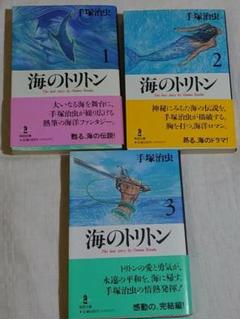 手塚治虫
1
海のトリトン
大いなる海を舞台に、
手塚治虫が繰り広げる
熱筆の海洋ファンタジー。
甦る、海の伝説!
手塚治虫
2
海のトリトン
神秘にみちた海の伝説を、
手塚治虫が描破する。
胸を打つ、海洋ロマン。
昂る、海のドラマ!
手塚治虫
3
海のトリトン
トリトンの愛と勇気が、
永遠の平和を、海に帰す。
手塚治虫の情熱発揮!
感動の、完結編!